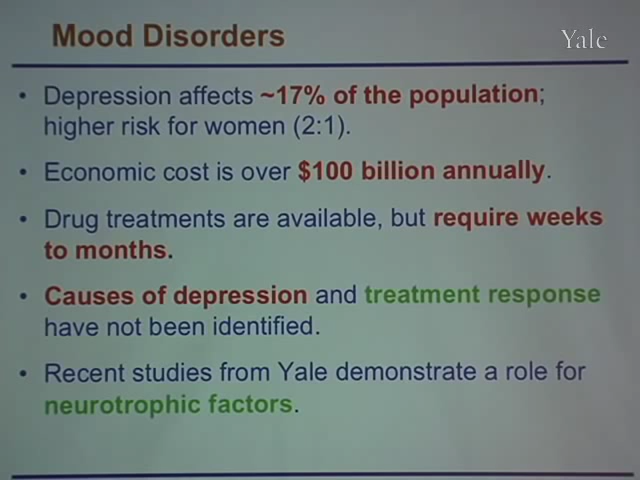 Mood Disorders
Yale
• Depression affects ~17% of the population;
higher risk for women (2:1).
• Economic cost is over $100 billion annually.
• Drug treatments are available, but require weeks
to months.
• Causes of depression and treatment response
have not been identified.
• Recent studies from Yale demonstrate a role for
neurotrophic factors.